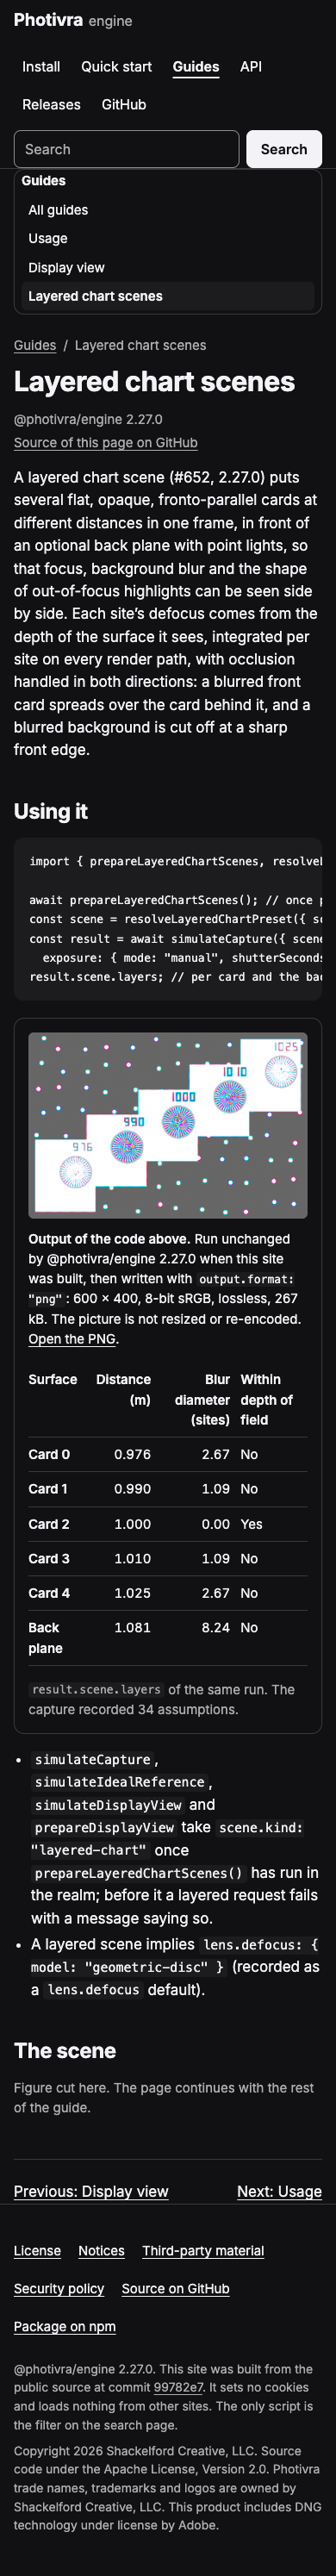 Photivra engine
Install Quick start Guides API
Releases GitHub
Search Search
Guides
All guides
Usage
Display view
Layered chart scenes
Guides / Layered chart scenes
Layered chart scenes
@photivra/engine 2.27.0
Source of this page on GitHub
A layered chart scene (#652, 2.27.0) puts
several flat, opaque, fronto-parallel cards at
different distances in one frame, in front of
an optional back plane with point lights, so
that focus, background blur and the shape
of out-of-focus highlights can be seen side
by side. Each site’s defocus comes from the
depth of the surface it sees, integrated per
site on every render path, with occlusion
handled in both directions: a blurred front
card spreads over the card behind it, and a
blurred background is cut off at a sharp
front edge.
Using it
import { prepareLayeredChartScenes,
await prepareLayeredChartScenes(); // once
const scene = resolveLayeredChartPreset({
const result = await simulateCapture({
exposure: { mode: "manual",
result.scene.layers; // per card and the
976
990
1000
1010
1025
Output of the code above. Run unchanged
by @photivra/engine 2.27.0 when this site
was built, then written with output.format:
"png": 600 × 400, 8-bit sRGB, lossless, 267
kB. The picture is not resized or re-encoded.
Open the PNG.
Surface Distance (m) Blur diameter (sites) Within depth of field
Card 0 0.976 2.67 No
Card 1 0.990 1.09 No
Card 2 1.000 0.00 Yes
Card 3 1.010 1.09 No
Card 4 1.025 2.67 No
Back plane 1.081 8.24 No
result.scene.layers of the same run. The
capture recorded 34 assumptions.
• simulateCapture,
simulateIdealReference,
simulateDisplayView and
prepareDisplayView take scene.kind:
"layered-chart" once
prepareLayeredChartScenes() has run in
the realm; before it a layered request fails
with a message saying so.
• A layered scene implies lens.defocus: {
model: "geometric-disc" } (recorded as
a lens.defocus default).
The scene
Figure cut here. The page continues with the rest
of the guide.
Previous: Display view Next: Usage
License Notices Third-party material
Security policy Source on GitHub
Package on npm
@photivra/engine 2.27.0. This site was built from the
public source at commit 99782e7. It sets no cookies
and loads nothing from other sites. The only script is
the filter on the search page.
Copyright 2026 Shackelford Creative, LLC. Source
code under the Apache License, Version 2.0. Photivra
trade names, trademarks and logos are owned by
Shackelford Creative, LLC. This product includes DNG
technology under license by Adobe.